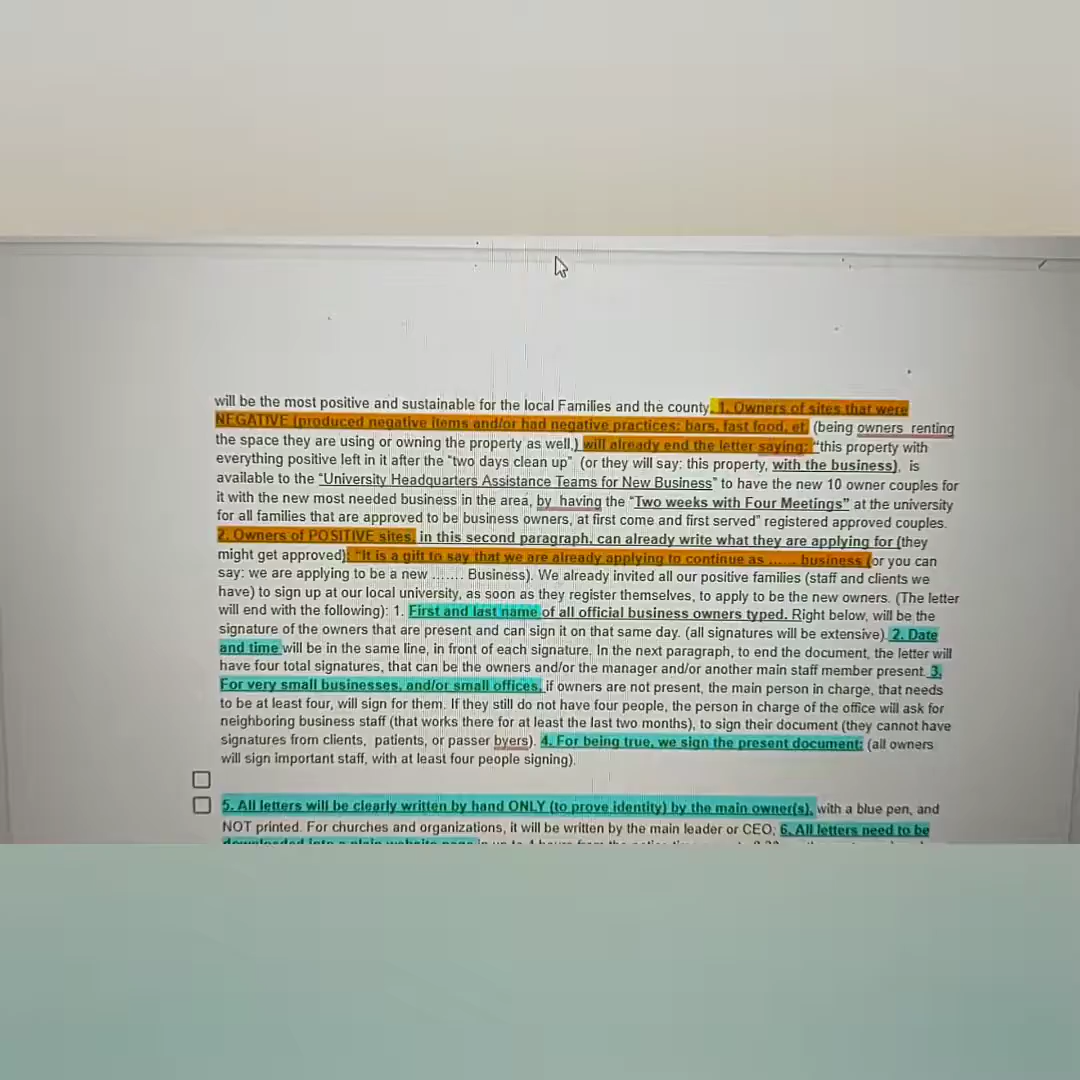 will be the most positive and sustainable for the local Families and the county. 1. Owners of sites that were
NEGATIVE (produced negative items and/or had negative practices: bars, fast food, et. (being owners renting
the space they are using or owning the property as well.) will already end the letter saying: “this property with
everything positive left in it after the “two days clean up” (or they will say: this property, with the business), is
available to the “University Headquarters Assistance Teams for New Business” to have the new 10 owner couples for
it with the new most needed business in the area, by having the “Two weeks with Four Meetings” at the university
for all families that are approved to be business owners, at first come and first served” registered approved couples.
2. Owners of POSITIVE sites, in this second paragraph, can already write what they are applying for (they
might get approved): “It is a gift to say that we are already applying to continue as ...... business (or you can
say: we are applying to be a new ....... Business). We already invited all our positive families (staff and clients we
have) to sign up at our local university, as soon as they register themselves, to apply to be the new owners. (The letter
will end with the following): 1. First and last name of all official business owners typed. Right below, will be the
signature of the owners that are present and can sign it on that same day. (all signatures will be extensive). 2. Date
and time will be in the same line, in front of each signature. In the next paragraph, to end the document, the letter will
have four total signatures, that can be the owners and/or the manager and/or another main staff member present. 3.
For very small businesses, and/or small offices, if owners are not present, the main person in charge, that needs
to be at least four, will sign for them. If they still do not have four people, the person in charge of the office will ask for
neighboring business staff (that works there for at least the last two months), to sign their document (they cannot have
signatures from clients, patients, or passer byers). 4. For being true, we sign the present document: (all owners
will sign important staff, with at least four people signing).
5. All letters will be clearly written by hand ONLY (to prove identity) by the main owner(s), with a blue pen, and
NOT printed. For churches and organizations, it will be written by the main leader or CEO; 6. All letters need to be
downloaded into a plain website page in up to 4 hours from the